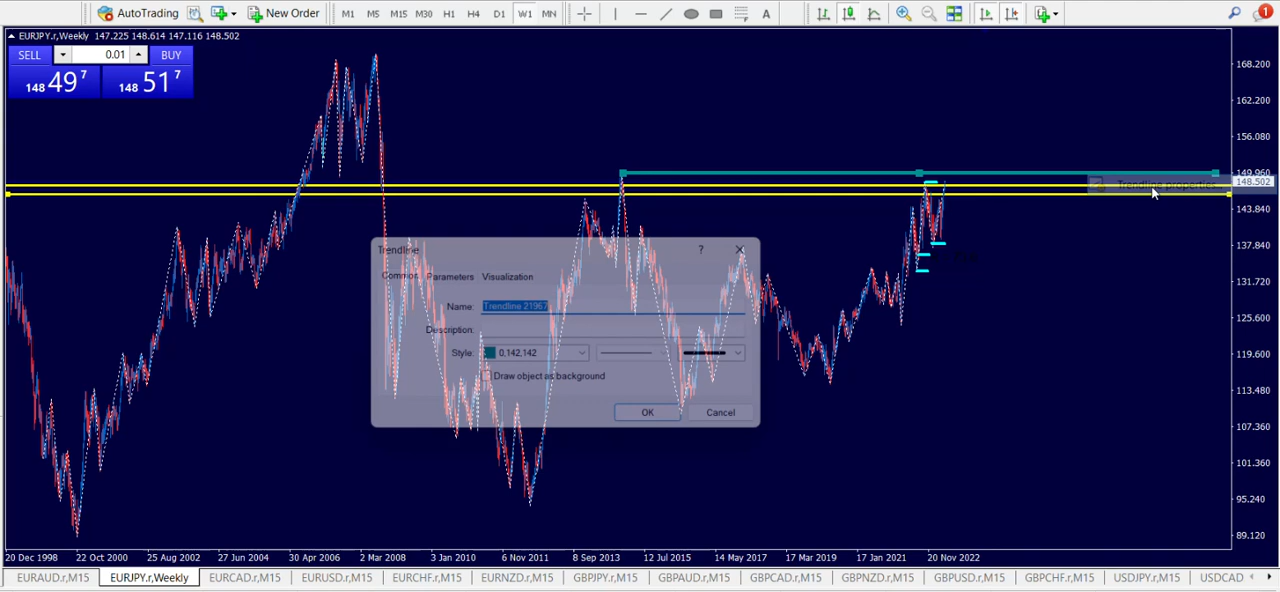 AutoTrading New Order M1 M5 M15 M30 H1 H4 D1 W1 MN A 1
EURJPY.r,Weekly 147.225 148.614 147.116 148.502
SELL 0.01 BUY
148 49 7 148 51 7
168.200
162.200
156.080
149.960
148.502
Trendline properties...
143.840
137.840
131.720
125.600
119.600
113.480
107.360
101.360
95.240
89.120
Trendline ?
Common Parameters Visualization
Name: Trendline 21967
Description:
Style: 0,142,142
Draw object as background
OK Cancel
20 Dec 1998 22 Oct 2000 25 Aug 2002 27 Jun 2004 30 Apr 2006 2 Mar 2008 3 Jan 2010 6 Nov 2011 8 Sep 2013 12 Jul 2015 14 May 2017 17 Mar 2019 17 Jan 2021 20 Nov 2022
EURAUD.r,M15 EURJPY.r,Weekly EURCAD.r,M15 EURUSD.r,M15 EURCHF.r,M15 EURNZD.r,M15 GBPJPY.r,M15 GBPAUD.r,M15 GBPCAD.r,M15 GBPNZD.r,M15 GBPUSD.r,M15 GBPCHF.r,M15 USDJPY.r,M15 USDCAD